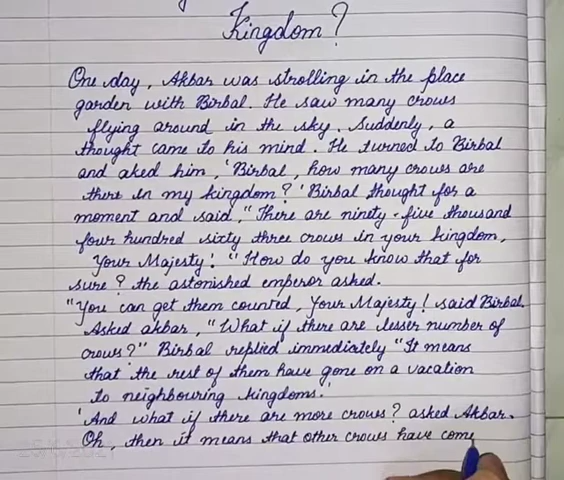 Kingdom?
One day, Akbar was strolling in the place
garden with Birbal. He saw many crows
flying around in the sky. Suddenly, a
thought came to his mind. He turned to Birbal
and aked him, 'Birbal, how many crows are
there in my kingdom?' Birbal thought for a
moment and said, "There are ninety-five thousand
four hundred sixty three crows in your kingdom,
Your Majesty! "How do you know that for
sure? the astonished emperor asked.
"You can get them counted, Your Majesty! said Birbal.
Asked akbar, "What if there are lesser number of
crows?" Birbal replied immediately "It means
that the rest of them have gone on a vacation
to neighbouring kingdoms.'
'And what if there are more crows? asked Akbar.
Oh, then it means that other crows have come